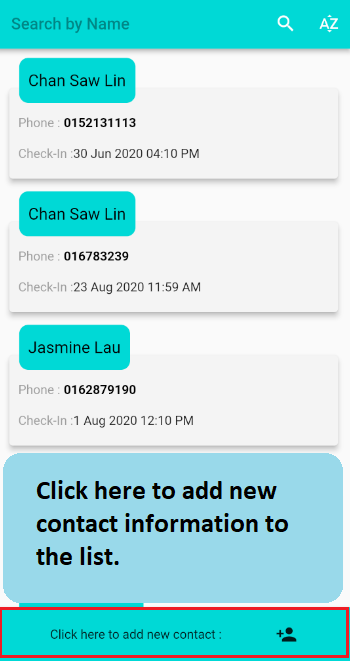 Search by Name
AZ
Chan Saw Lin
Phone : 0152131113
Check-In :30 Jun 2020 04:10 PM
Chan Saw Lin
Phone : 016783239
Check-In :23 Aug 2020 11:59 AM
Jasmine Lau
Phone : 0162879190
Check-In :1 Aug 2020 12:10 PM
Click here to add new
contact information to
the list.
Click here to add new contact :